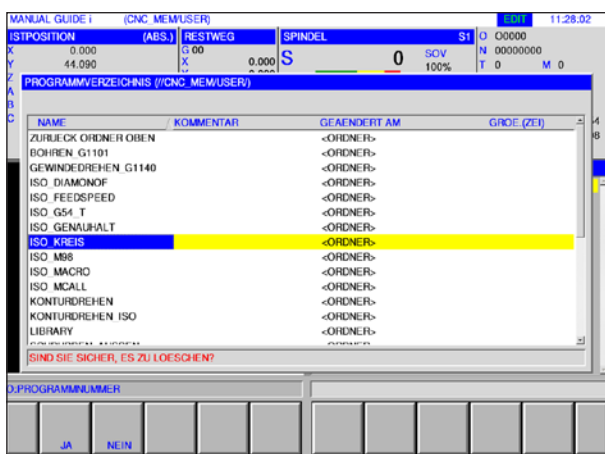 MANUAL GUIDE i (CNC_MEM/USER) EDIT 11:28:02
ISTPOSITION (ABS.) RESTWEG SPINDEL S1 O O0000
X 0.000 G 00 S 0 SOV N 00000000
Y 44.090 X 0.000 100% T 0 M 0
Z
PROGRAMMVERZEICHNIS (//CNC_MEM/USER/)
A
B
C
NAME KOMMENTAR GEAENDERT AM GROE.(ZEI)
ZURUECK ORDNER OBEN <ORDNER>
BOHREN_G1101 <ORDNER>
GEWINDEDREHEN_G1140 <ORDNER>
ISO_DIAMONOF <ORDNER>
ISO_FEEDSPEED <ORDNER>
ISO_G54_T <ORDNER>
ISO_GENAUHALT <ORDNER>
ISO_KREIS <ORDNER>
ISO_M98 <ORDNER>
ISO_MACRO <ORDNER>
ISO_MCALL <ORDNER>
KONTURDREHEN <ORDNER>
KONTURDREHEN_ISO <ORDNER>
LIBRARY <ORDNER>
SIND SIE SICHER, ES ZU LOESCHEN?
O:PROGRAMMNUMMER
JA NEIN